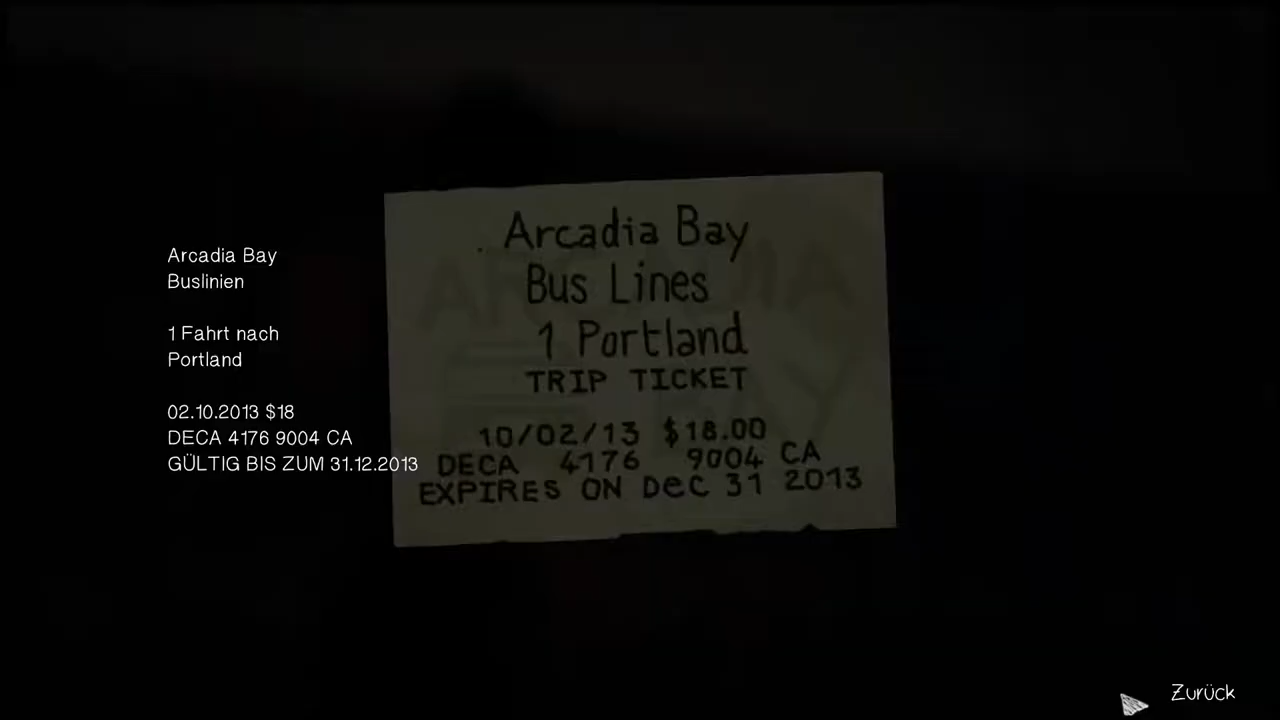 Arcadia Bay
Buslinien
1 Fahrt nach
Portland
02.10.2013 $18
DECA 4176 9004 CA
GÜLTIG BIS ZUM 31.12.2013
Arcadia Bay
Bus Lines
1 Portland
TRIP TICKET
10/02/13 $18.00
DECA 4176 9004 CA
EXPIRES ON DEC 31 2013
ARCADIA
BAY
Zurück